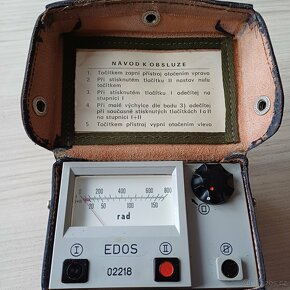 NÁVOD K OBSLUZE
1. Točítkem zapni přístroj otočením vpravo
2. Při stisknutém tlačítku II nastav nulu točítkem
3. Při stisknutém tlačítku I odečítej na stupnici I
4. Při malé výchylce dle bodu 3) odečítej při současně stisknutých tlačítkách I a II na stupnici I+II
5. Točítkem přístroj vypni otočením vlevo
0 200 400 600 800
50 100 150
rad
I
EDOS
II
02218